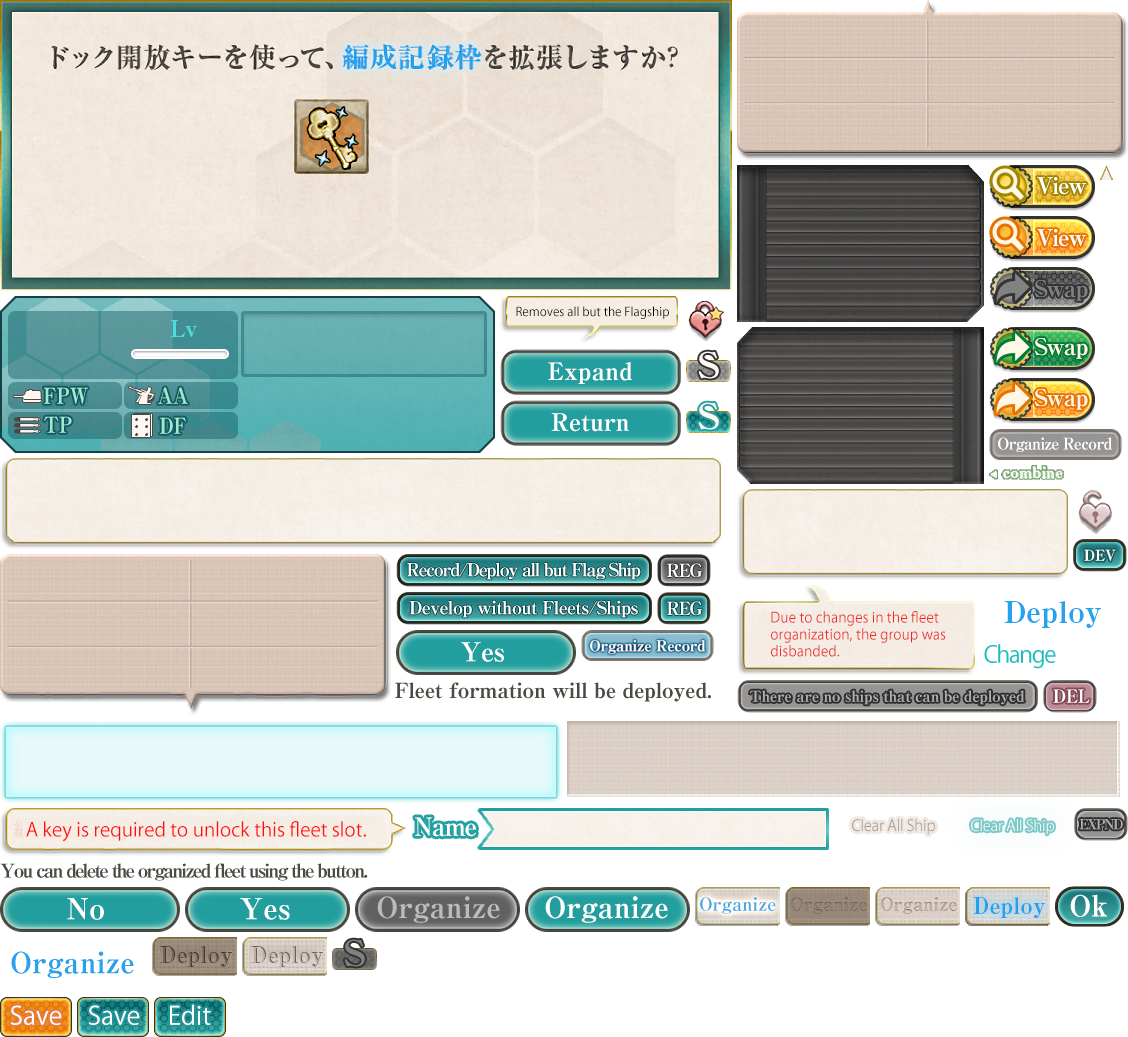 ドック開放キーを使って、編成記録枠を拡張しますか?
View
View
Swap
Swap
Swap
Organize Record
combine
Lv
FPW
AA
TP
DF
Removes all but the Flagship
Expand
S
Return
S
DEV
Record/Deploy all but Flag Ship
REG
Develop without Fleets/Ships
REG
Yes
Organize Record
Fleet formation will be deployed.
Due to changes in the fleet
organization, the group was
disbanded.
Deploy
Change
There are no ships that can be deployed
DEL
A key is required to unlock this fleet slot.
Name
Clear All Ship
Clear All Ship
EXPND
You can delete the organized fleet using the button.
No
Yes
Organize
Organize
Organize
Organize
Organize
Deploy
Ok
Organize
Deploy
Deploy
S
Save
Save
Edit